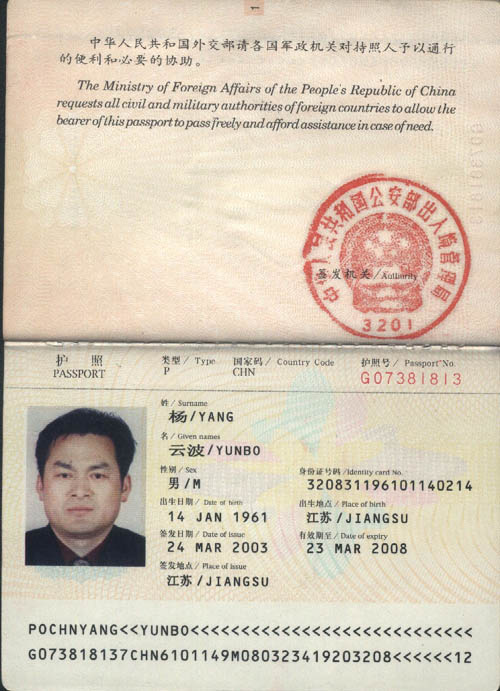 1
中华人民共和国外交部请各国军政机关对持照人予以通行
的便利和必要的协助。
The Ministry of Foreign Affairs of the People's Republic of China
requests all civil and military authorities of foreign countries to allow the
bearer of this passport to pass freely and afford assistance in case of need.
中华人民共和国公安部出入境管理局
签发机关/Authority
3201
护照 类型/Type 国家码/Country Code 护照号/Passport No.
PASSPORT P CHN G07381813
姓/Surname
杨/YANG
名/Given names
云波/YUNBO
性别/Sex 身份证号码/Identity card No.
男/M 320831196101140214
出生日期/Date of birth 出生地点/Place of birth
14 JAN 1961 江苏/JIANGSU
签发日期/Date of issue 有效期至/Date of expiry
24 MAR 2003 23 MAR 2008
签发地点/Place of issue
江苏/JIANGSU
POCHNYANG<<YUNBO<<<<<<<<<<<<<<<<<<<<<<<<<<<<
G073818137CHN6101149M080323419203208<<<<<<12